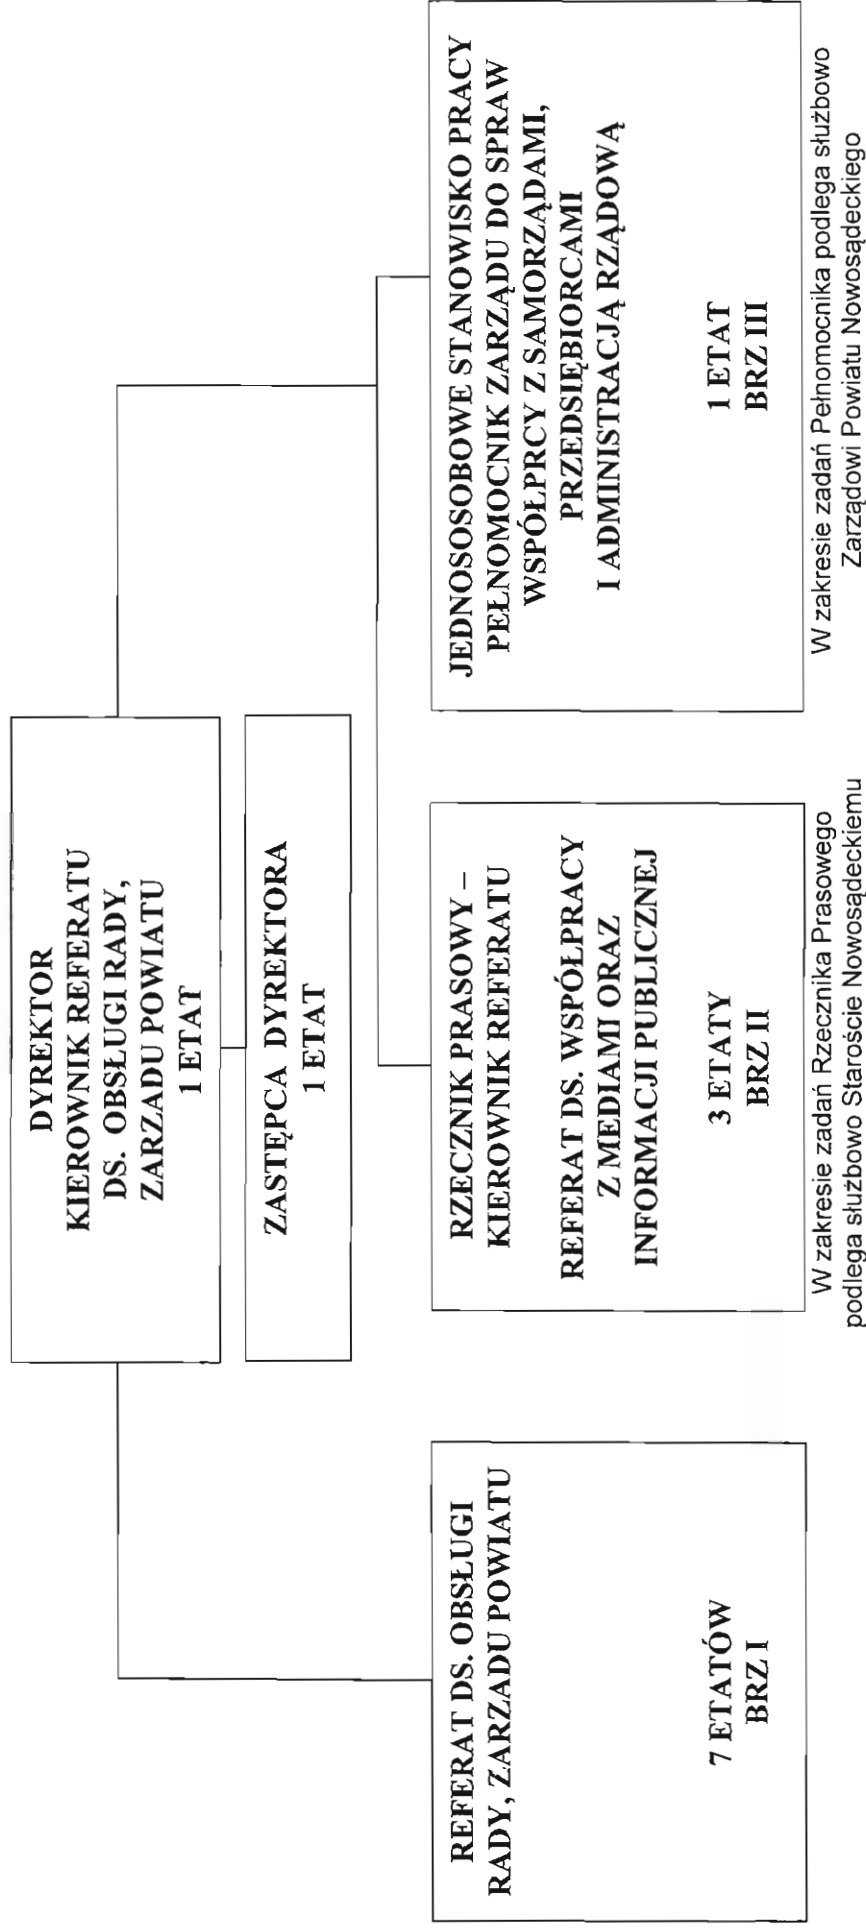 DYREKTOR
KIEROWNIK REFERATU
DS. OBSŁUGI RADY,
ZARZADU POWIATU
1 ETAT
ZASTĘPCA DYREKTORA
1 ETAT
REFERAT DS. OBSŁUGI
RADY, ZARZADU POWIATU
7 ETATÓW
BRZ I
RZECZNIK PRASOWY –
KIEROWNIK REFERATU
REFERAT DS. WSPÓŁPRACY
Z MEDIAMI ORAZ
INFORMACJI PUBLICZNEJ
3 ETATY
BRZ II
W zakresie zadań Rzecznika Prasowego
podlega służbowo Staroście Nowosądeckiemu
JEDNOSOSOBOWE STANOWISKO PRACY
PEŁNOMOCNIK ZARZĄDU DO SPRAW
WSPÓŁPRCY Z SAMORZĄDAMI,
PRZEDSIĘBIORCAMI
I ADMINISTRACJĄ RZĄDOWĄ
1 ETAT
BRZ III
W zakresie zadań Pełnomocnika podlega służbowo
Zarządowi Powiatu Nowosądeckiego